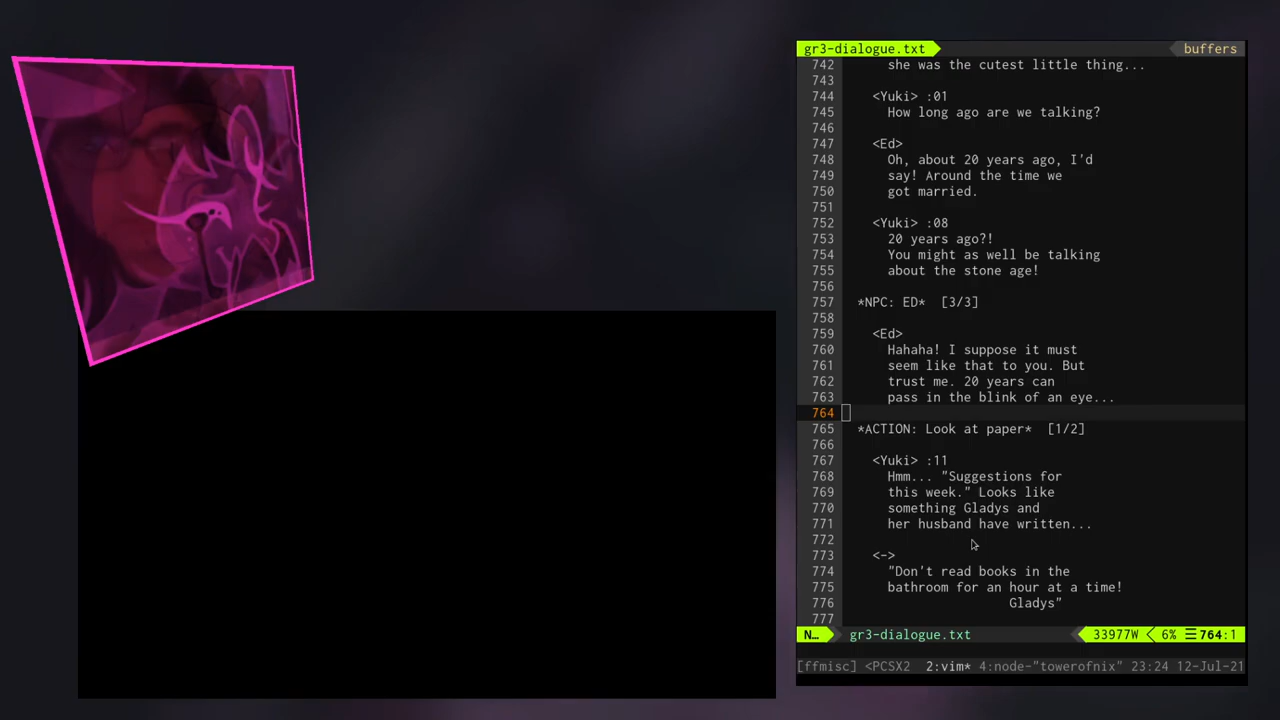 gr3-dialogue.txt
buffers
742 she was the cutest little thing...
743
744 <Yuki> :01
745 How long ago are we talking?
746
747 <Ed>
748 Oh, about 20 years ago, I'd
749 say! Around the time we
750 got married.
751
752 <Yuki> :08
753 20 years ago?!
754 You might as well be talking
755 about the stone age!
756
757 *NPC: ED* [3/3]
758
759 <Ed>
760 Hahaha! I suppose it must
761 seem like that to you. But
762 trust me. 20 years can
763 pass in the blink of an eye...
764
765 *ACTION: Look at paper* [1/2]
766
767 <Yuki> :11
768 Hmm... "Suggestions for
769 this week." Looks like
770 something Gladys and
771 her husband have written...
772
773 <->
774 "Don't read books in the
775 bathroom for an hour at a time!
776 Gladys"
777
N… gr3-dialogue.txt 33977W 6% ☰764:1
[ffmisc] <PCSX2 2:vim* 4:node-"towerofnix" 23:24 12-Jul-21